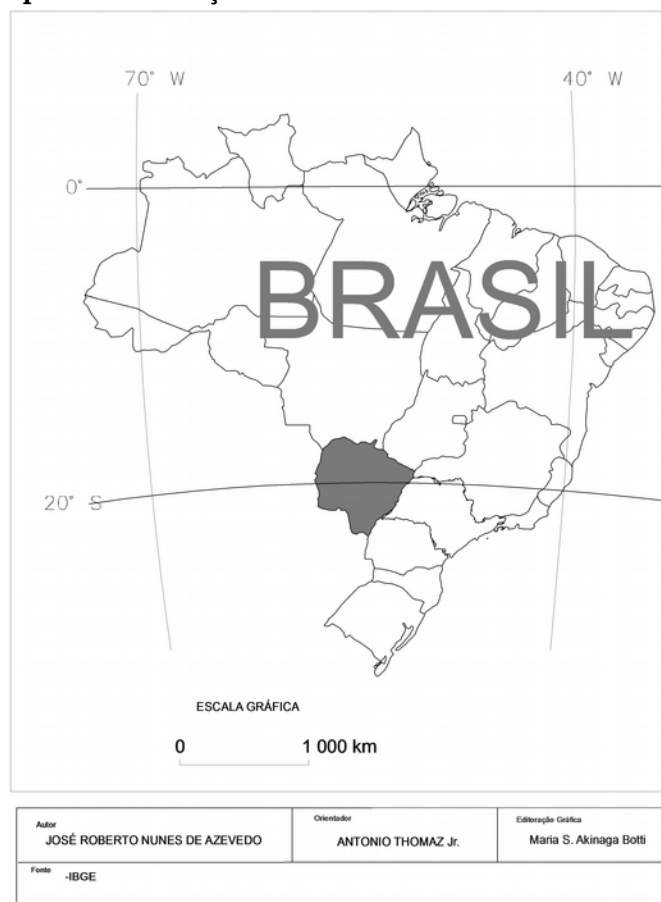 70° W
40° W
0°
BRASIL
20° S
ESCALA GRÁFICA
0 1 000 km
Autor
JOSÉ ROBERTO NUNES DE AZEVEDO
Orientador
ANTONIO THOMAZ Jr.
Editoração Gráfica
Maria S. Akinaga Botti
Fonte
-IBGE